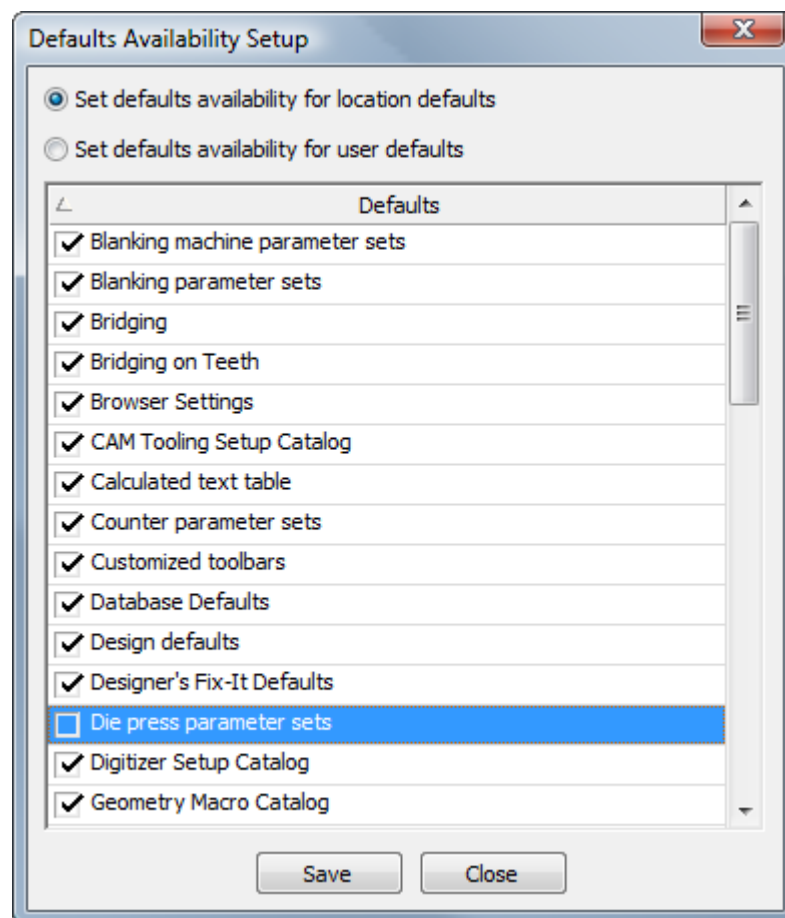 Defaults Availability Setup
Set defaults availability for location defaults
Set defaults availability for user defaults
Defaults
Blanking machine parameter sets
Blanking parameter sets
Bridging
Bridging on Teeth
Browser Settings
CAM Tooling Setup Catalog
Calculated text table
Counter parameter sets
Customized toolbars
Database Defaults
Design defaults
Designer's Fix-It Defaults
Die press parameter sets
Digitizer Setup Catalog
Geometry Macro Catalog
Save Close